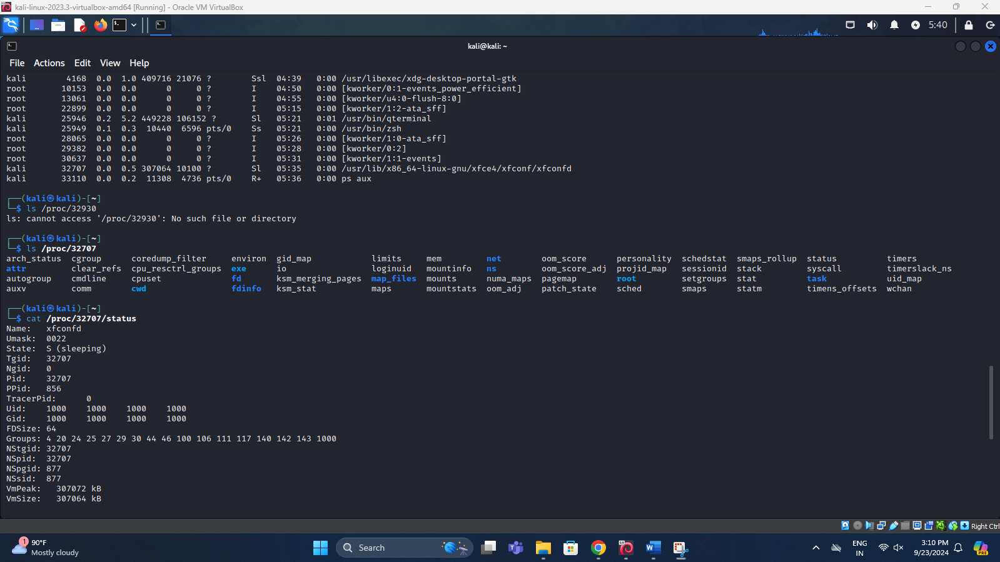 kali-linux-2023.3-virtualbox-amd64 [Running] - Oracle VM VirtualBox
5:40
kali@kali: ~
File Actions Edit View Help
kali 4168 0.0 1.0 409716 21076 ? Ssl 04:39 0:00 /usr/libexec/xdg-desktop-portal-gtk
root 10153 0.0 0.0 0 0 ? I 04:50 0:00 [kworker/0:1-events_power_efficient]
root 13061 0.0 0.0 0 0 ? I 04:55 0:00 [kworker/u4:0-flush-8:0]
root 22899 0.0 0.0 0 0 ? I 05:15 0:00 [kworker/1:2-ata_sff]
kali 25946 0.2 5.2 449228 106152 ? Sl 05:21 0:01 /usr/bin/qterminal
kali 25949 0.1 0.3 10440 6596 pts/0 Ss 05:21 0:00 /usr/bin/zsh
root 28065 0.0 0.0 0 0 ? I 05:26 0:00 [kworker/1:0-ata_sff]
root 29382 0.0 0.0 0 0 ? I 05:28 0:00 [kworker/0:2]
root 30637 0.0 0.0 0 0 ? I 05:31 0:00 [kworker/1:1-events]
kali 32707 0.0 0.5 307064 10100 ? Sl 05:35 0:00 /usr/lib/x86_64-linux-gnu/xfce4/xfconf/xfconfd
kali 33110 0.0 0.2 11308 4736 pts/0 R+ 05:36 0:00 ps aux
┌──(kali㉿kali)-[~]
└─$ ls /proc/32930
ls: cannot access '/proc/32930': No such file or directory
┌──(kali㉿kali)-[~]
└─$ ls /proc/32707
arch_status cgroup coredump_filter environ gid_map limits mem net oom_score personality schedstat smaps_rollup status timers
attr clear_refs cpu_resctrl_groups exe io loginuid mountinfo ns oom_score_adj projid_map sessionid stack syscall timerslack_ns
autogroup cmdline cpuset fd ksm_merging_pages map_files mounts numa_maps pagemap root setgroups stat task uid_map
auxv comm cwd fdinfo ksm_stat maps mountstats oom_adj patch_state sched smaps statm timens_offsets wchan
┌──(kali㉿kali)-[~]
└─$ cat /proc/32707/status
Name: xfconfd
Umask: 0022
State: S (sleeping)
Tgid: 32707
Ngid: 0
Pid: 32707
PPid: 856
TracerPid: 0
Uid: 1000 1000 1000 1000
Gid: 1000 1000 1000 1000
FDSize: 64
Groups: 4 20 24 25 27 29 30 44 46 100 106 111 117 140 142 143 1000
NStgid: 32707
NSpid: 32707
NSpgid: 877
NSsid: 877
VmPeak: 307072 kB
VmSize: 307064 kB
Right Ctrl
1
90°F
Mostly cloudy
Search
ENG
IN
3:10 PM
9/23/2024
PRE